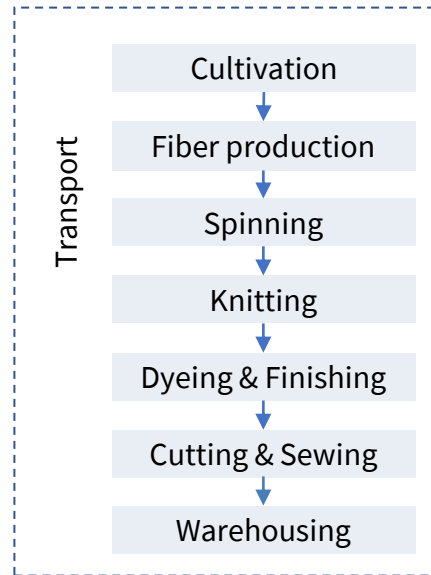 Transport
Cultivation
Fiber production
Spinning
Knitting
Dyeing & Finishing
Cutting & Sewing
Warehousing